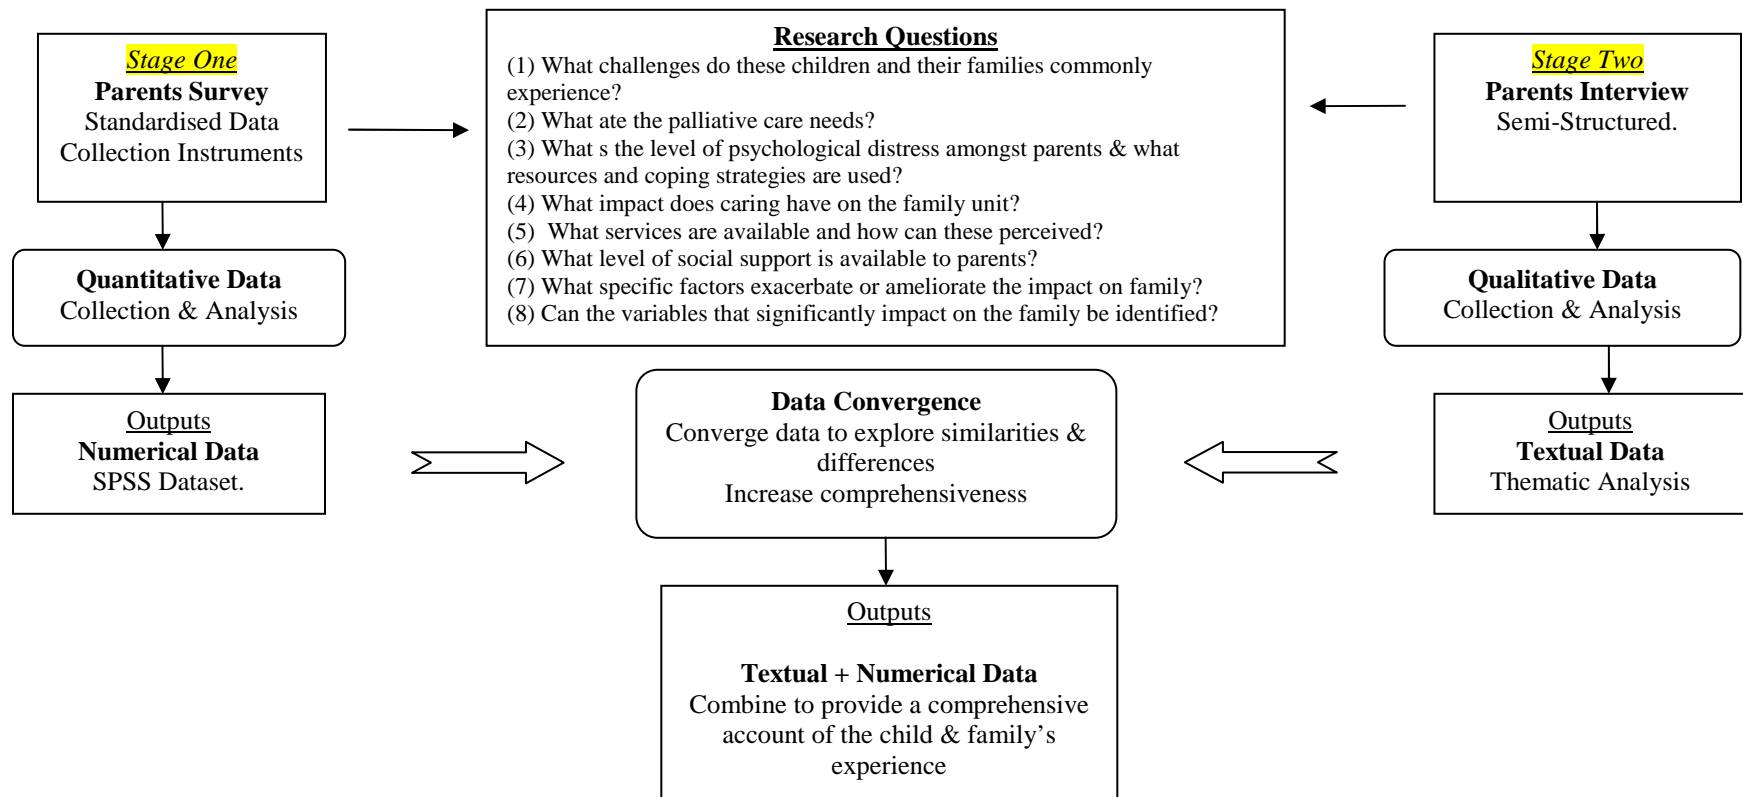 Stage One
Parents Survey
Standardised Data
Collection Instruments
Research Questions
(1) What challenges do these children and their families commonly
experience?
(2) What ate the palliative care needs?
(3) What s the level of psychological distress amongst parents & what
resources and coping strategies are used?
(4) What impact does caring have on the family unit?
(5) What services are available and how can these perceived?
(6) What level of social support is available to parents?
(7) What specific factors exacerbate or ameliorate the impact on family?
(8) Can the variables that significantly impact on the family be identified?
Stage Two
Parents Interview
Semi-Structured.
Quantitative Data
Collection & Analysis
Qualitative Data
Collection & Analysis
Outputs
Numerical Data
SPSS Dataset.
Data Convergence
Converge data to explore similarities &
differences
Increase comprehensiveness
Outputs
Textual Data
Thematic Analysis
Outputs
Textual + Numerical Data
Combine to provide a comprehensive
account of the child & family’s
experience